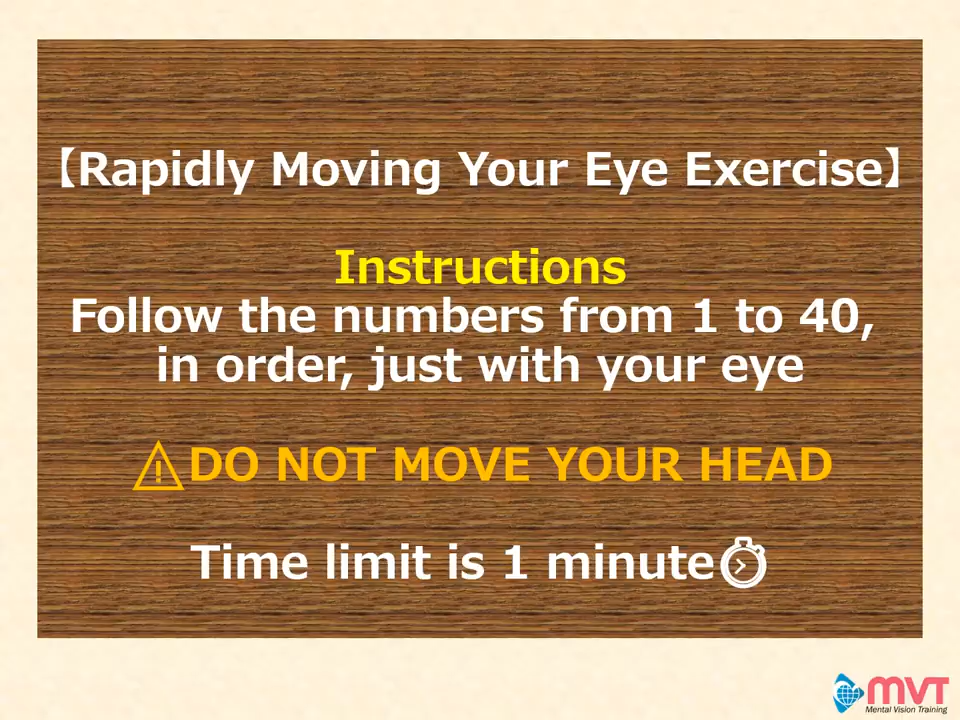 【Rapidly Moving Your Eye Exercise】
Instructions
Follow the numbers from 1 to 40,
in order, just with your eye
⚠DO NOT MOVE YOUR HEAD
Time limit is 1 minute⏱
MVT
Mental Vision Training